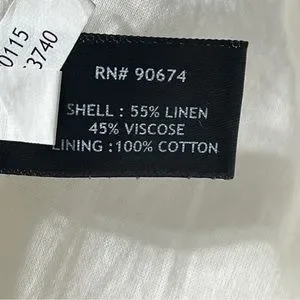 0115
3740
RN# 90674
SHELL : 55% LINEN
45% VISCOSE
LINING : 100% COTTON